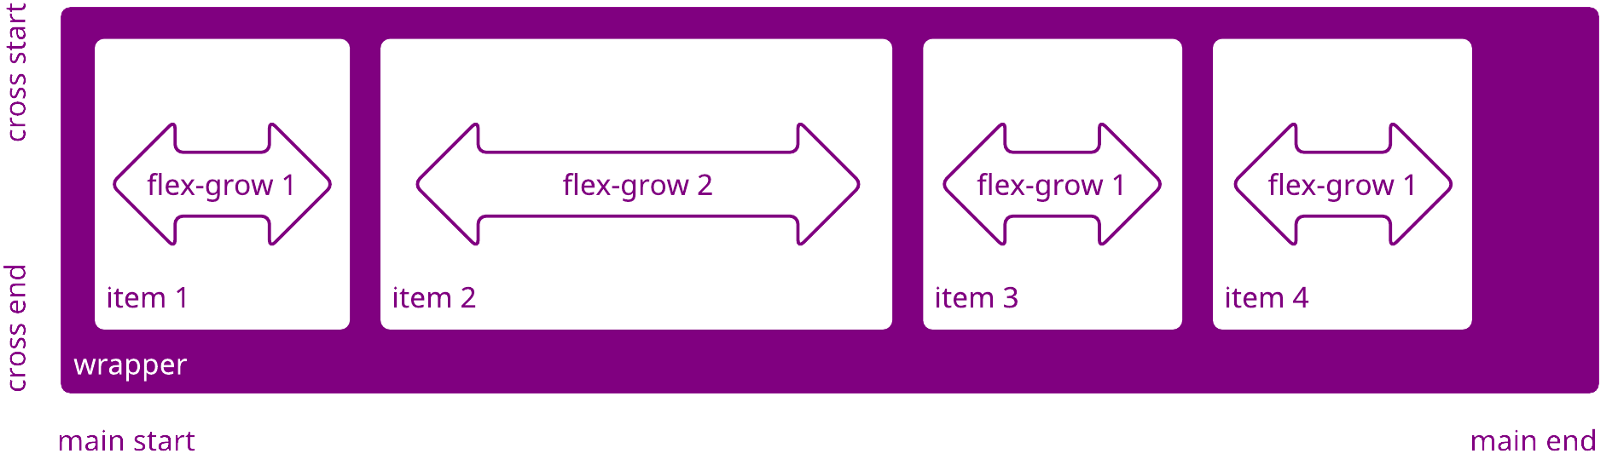 cross start
cross end
flex-grow 1
item 1
flex-grow 2
item 2
flex-grow 1
item 3
flex-grow 1
item 4
wrapper
main start
main end